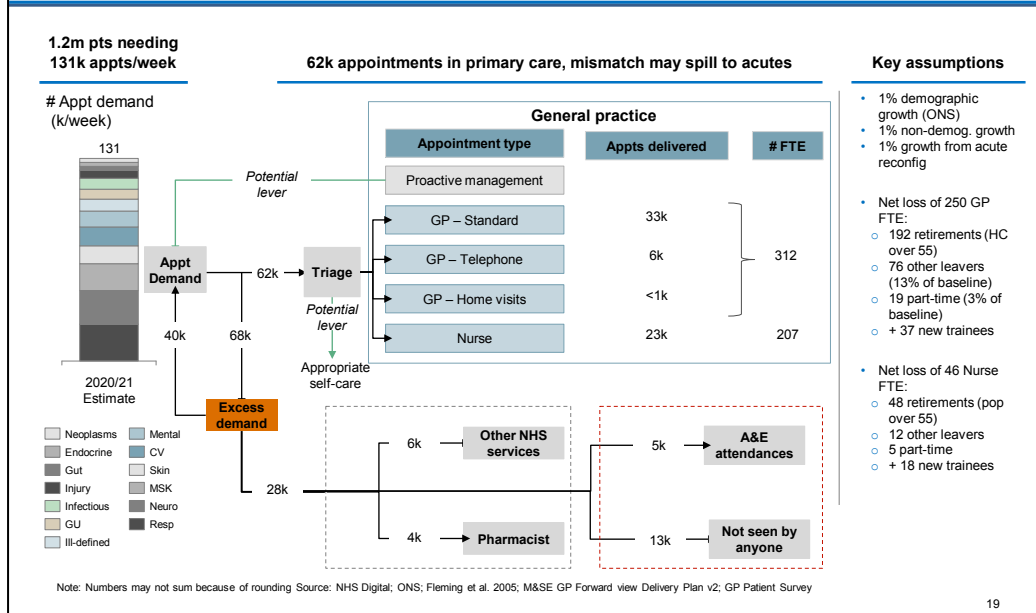 1.2m pts needing
131k appts/week
62k appointments in primary care, mismatch may spill to acutes
Key assumptions
# Appt demand
(k/week)
131
2020/21
Estimate
Neoplasms
Endocrine
Gut
Injury
Infectious
GU
Ill-defined
Mental
CV
Skin
MSK
Neuro
Resp
Appt
Demand
40k
68k
Excess
demand
62k
28k
Potential
lever
Triage
Potential
lever
Appropriate
self-care
General practice
Appointment type
Appts delivered
# FTE
Proactive management
GP – Standard
33k
GP – Telephone
6k
312
GP – Home visits
<1k
Nurse
23k
207
6k
Other NHS
services
4k
Pharmacist
5k
A&E
attendances
13k
Not seen by
anyone
• 1% demographic
growth (ONS)
• 1% non-demog. growth
• 1% growth from acute
reconfig
• Net loss of 250 GP
FTE:
o 192 retirements (HC
over 55)
o 76 other leavers
(13% of baseline)
o 19 part-time (3% of
baseline)
o + 37 new trainees
• Net loss of 46 Nurse
FTE:
o 48 retirements (pop
over 55)
o 12 other leavers
o 5 part-time
o + 18 new trainees
Note: Numbers may not sum because of rounding Source: NHS Digital; ONS; Fleming et al. 2005; M&SE GP Forward view Delivery Plan v2; GP Patient Survey
19